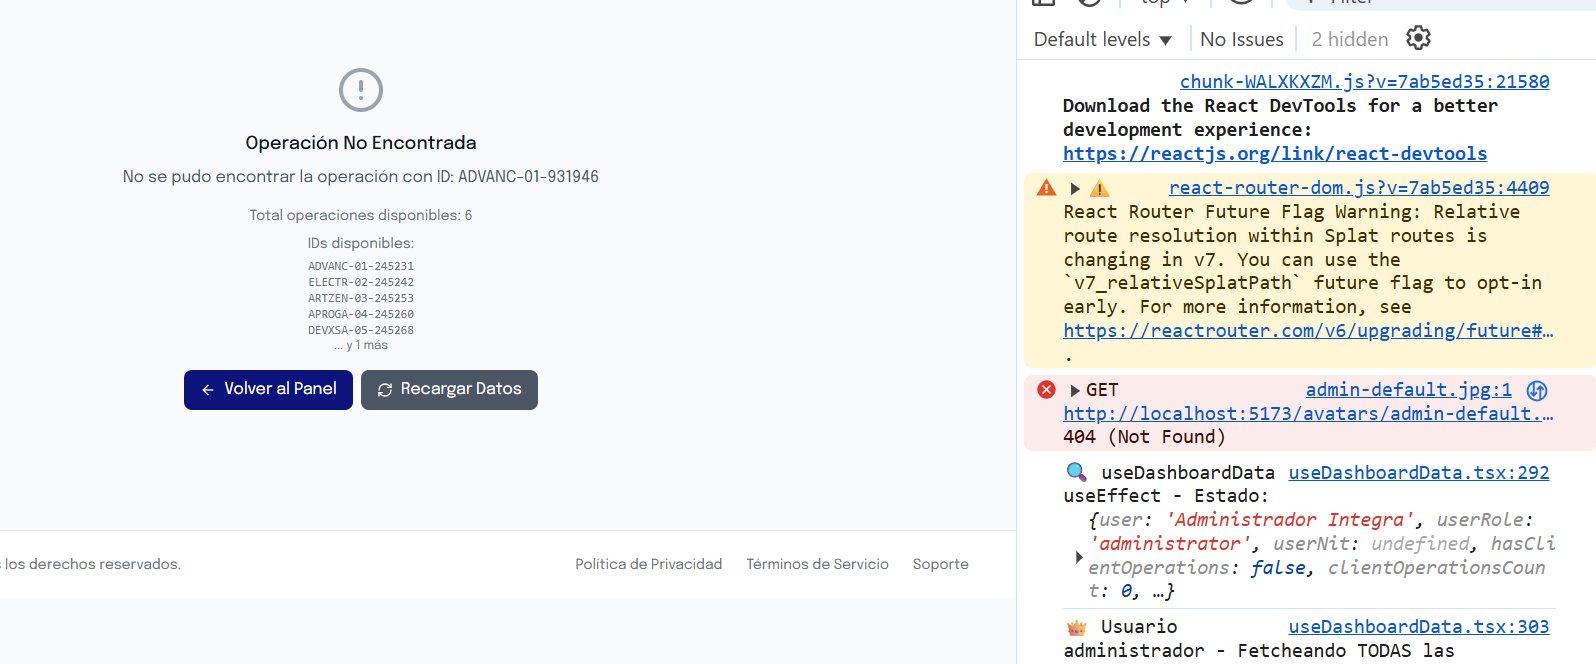 Operación No Encontrada
No se pudo encontrar la operación con ID: ADVANC-01-931946
Total operaciones disponibles: 6
IDs disponibles:
ADVANC-01-245231
ELECTR-02-245242
ARTZEN-03-245253
APROGA-04-245260
DEVXSA-05-245268
... y 1 más
Volver al Panel
Recargar Datos
los derechos reservados.
Política de Privacidad
Términos de Servicio
Soporte
top
Filter
Default levels
No Issues
2 hidden
chunk-WALXKXZM.js?v=7ab5ed35:21580
Download the React DevTools for a better
development experience:
https://reactjs.org/link/react-devtools
react-router-dom.js?v=7ab5ed35:4409
React Router Future Flag Warning: Relative
route resolution within Splat routes is
changing in v7. You can use the
`v7_relativeSplatPath` future flag to opt-in
early. For more information, see
https://reactrouter.com/v6/upgrading/future#…
.
GET
admin-default.jpg:1
http://localhost:5173/avatars/admin-default.…
404 (Not Found)
useDashboardData
useDashboardData.tsx:292
useEffect - Estado:
{user: 'Administrador Integra', userRole:
'administrator', userNit: undefined, hasCli
entOperations: false, clientOperationsCoun
t: 0, …}
Usuario
useDashboardData.tsx:303
administrador - Fetcheando TODAS las